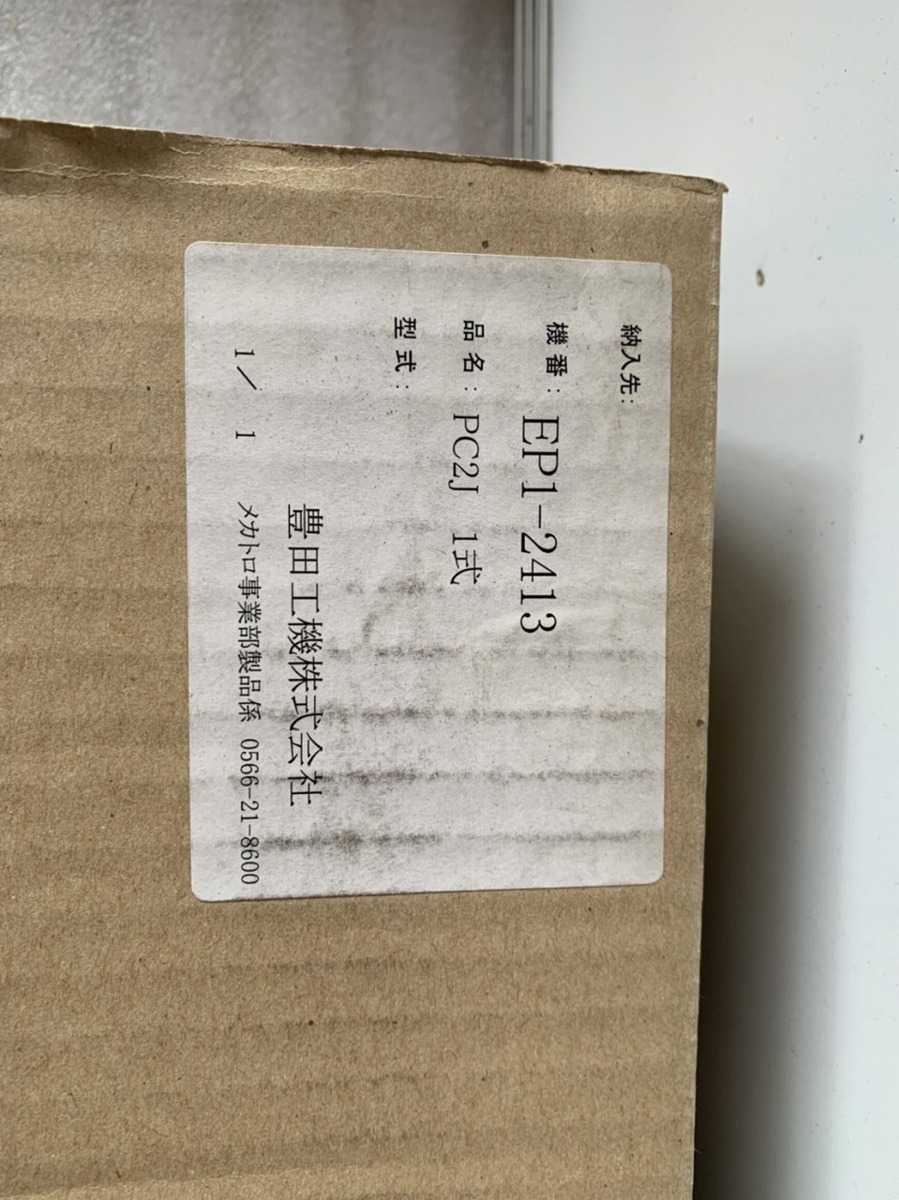 納入先:
機番: EP1-2413
品名: PC2J 1式
型式:
豊田工機株式会社
1/ 1 メカトロ事業部製品係 0566-21-8600